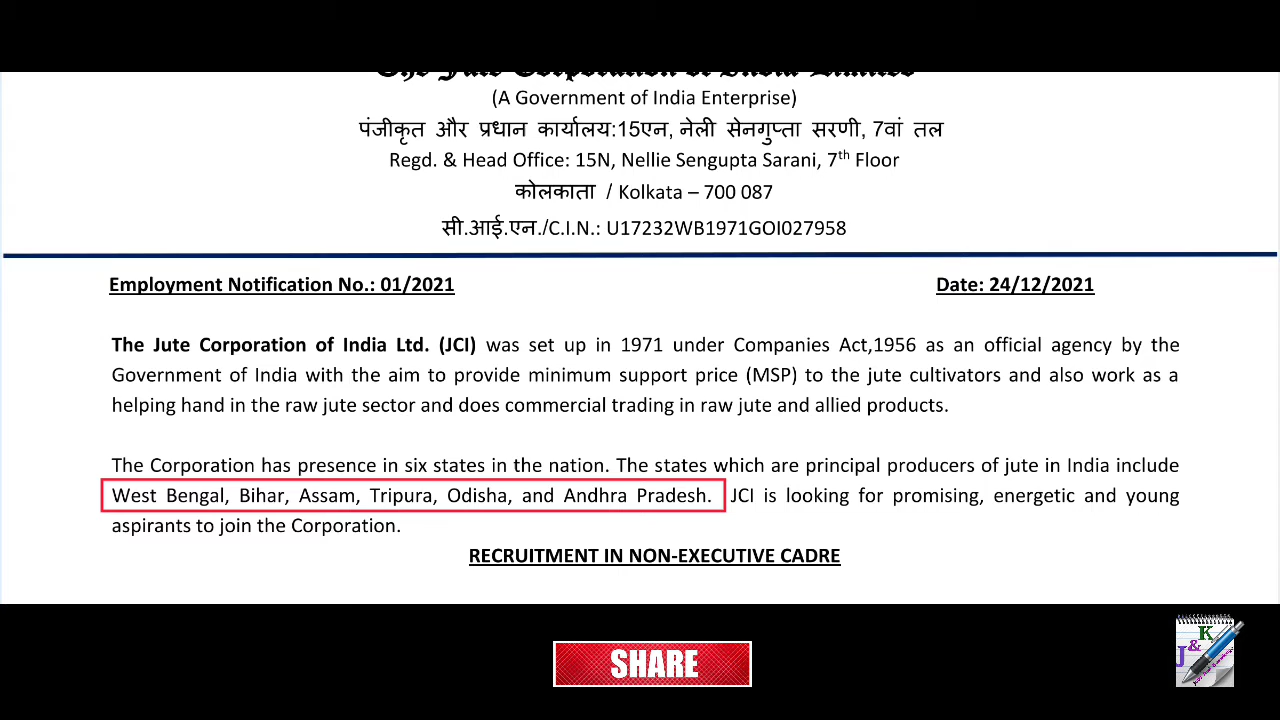 The Jute Corporation of India Limited
(A Government of India Enterprise)
पंजीकृत और प्रधान कार्यालय:15एन, नेली सेनगुप्ता सरणी, 7वां तल
Regd. & Head Office: 15N, Nellie Sengupta Sarani, 7th Floor
कोलकाता / Kolkata – 700 087
सी.आई.एन./C.I.N.: U17232WB1971GOI027958
Employment Notification No.: 01/2021 Date: 24/12/2021
The Jute Corporation of India Ltd. (JCI) was set up in 1971 under Companies Act,1956 as an official agency by the
Government of India with the aim to provide minimum support price (MSP) to the jute cultivators and also work as a
helping hand in the raw jute sector and does commercial trading in raw jute and allied products.
The Corporation has presence in six states in the nation. The states which are principal producers of jute in India include
West Bengal, Bihar, Assam, Tripura, Odisha, and Andhra Pradesh. JCI is looking for promising, energetic and young
aspirants to join the Corporation.
RECRUITMENT IN NON-EXECUTIVE CADRE
SHARE
J&K